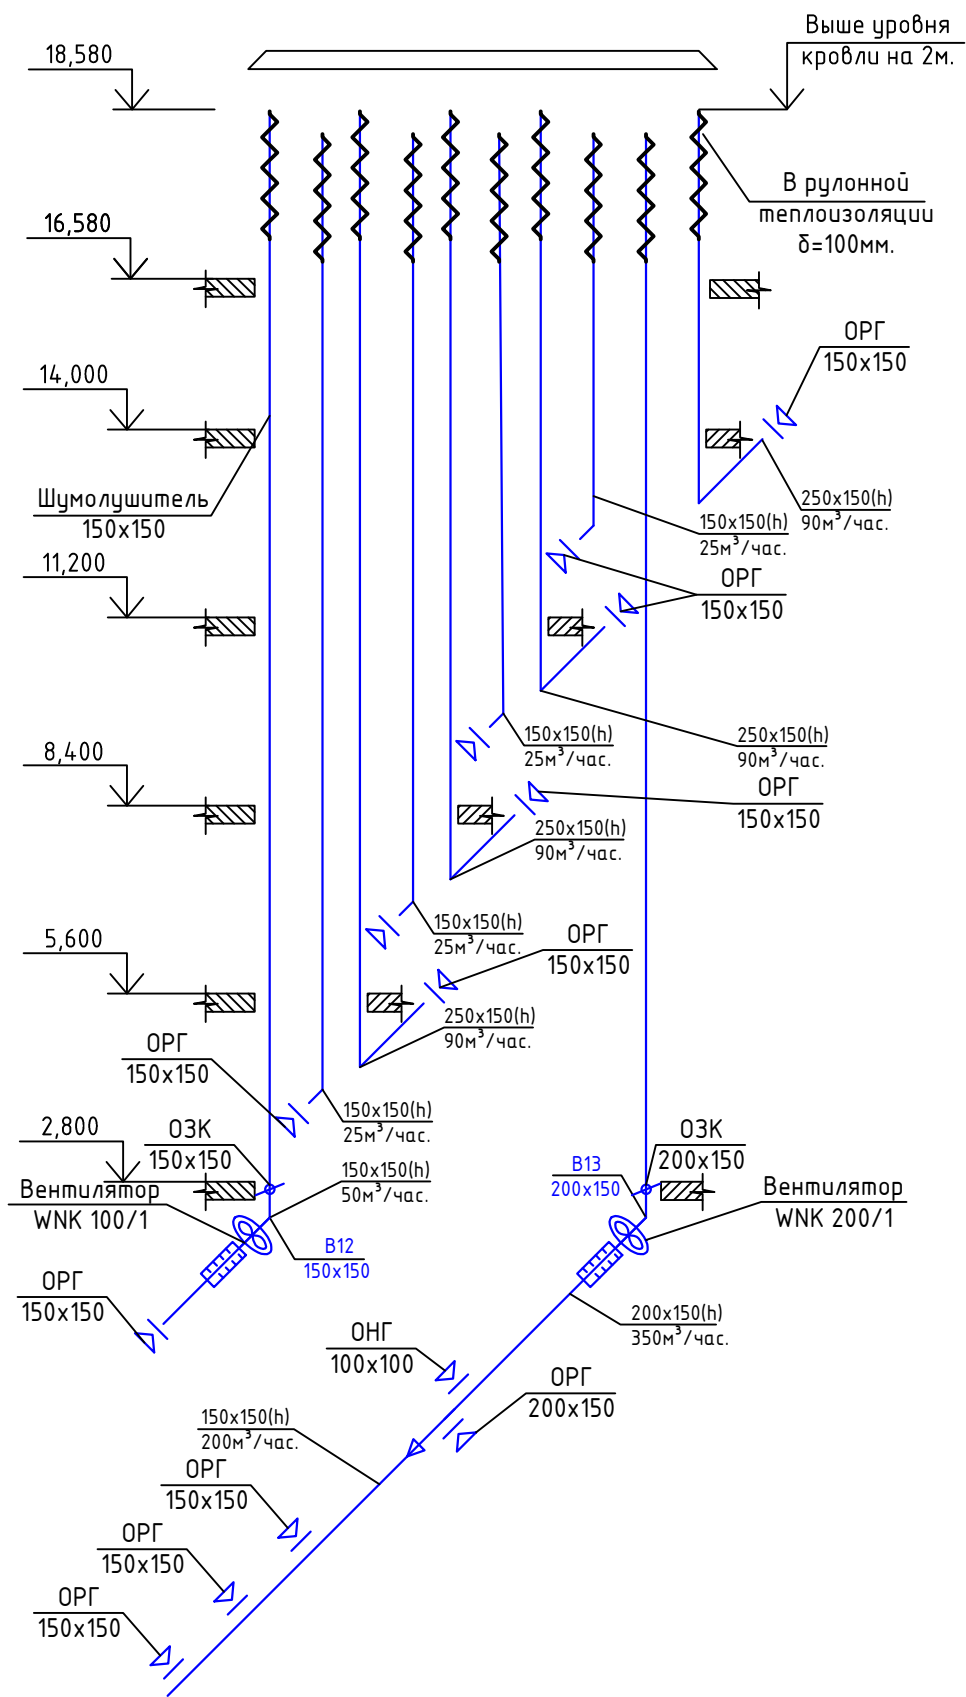 Выше уровня
кровли на 2м.
18,580
В рулонной
теплоизоляции
δ=100мм.
16,580
ОРГ
150х150
14,000
Шумолушитель
150х150
250х150(h)
90м³/час.
150х150(h)
25м³/час.
11,200
ОРГ
150х150
150х150(h)
25м³/час.
250х150(h)
90м³/час.
8,400
ОРГ
150х150
250х150(h)
90м³/час.
150х150(h)
25м³/час.
5,600
ОРГ
150х150
250х150(h)
90м³/час.
ОРГ
150х150
150х150(h)
25м³/час.
2,800
ОЗК
150х150
ОЗК
200х150
150х150(h)
50м³/час.
В13
200х150
Вентилятор
WNK 100/1
Вентилятор
WNK 200/1
В12
150х150
ОРГ
150х150
200х150(h)
350м³/час.
ОНГ
100х100
ОРГ
200х150
150х150(h)
200м³/час.
ОРГ
150х150
ОРГ
150х150
ОРГ
150х150